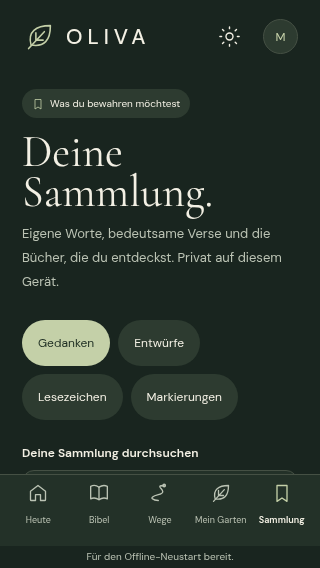 OLIVA
M
Was du bewahren möchtest
Deine
Sammlung.
Eigene Worte, bedeutsame Verse und die
Bücher, die du entdeckst. Privat auf diesem
Gerät.
Gedanken
Entwürfe
Lesezeichen
Markierungen
Deine Sammlung durchsuchen
Heute
Bibel
Wege
Mein Garten
Sammlung
Für den Offline-Neustart bereit.